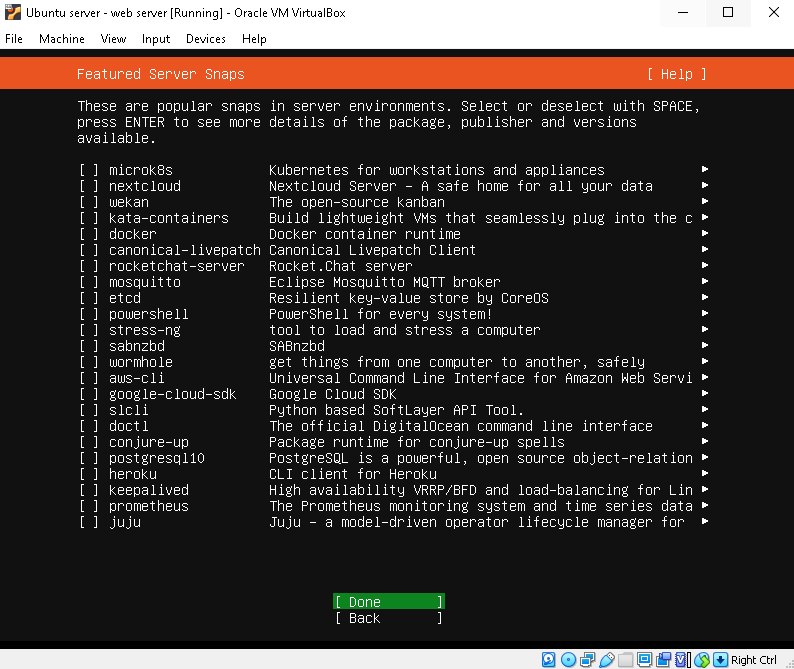 Ubuntu server - web server [Running] - Oracle VM VirtualBox
File Machine View Input Devices Help
Featured Server Snaps [ Help ]
These are popular snaps in server environments. Select or deselect with SPACE,
press ENTER to see more details of the package, publisher and versions
available.
[ ] microk8s Kubernetes for workstations and appliances ▸
[ ] nextcloud Nextcloud Server - A safe home for all your data ▸
[ ] wekan The open-source kanban ▸
[ ] kata-containers Build lightweight VMs that seamlessly plug into the c ▸
[ ] docker Docker container runtime ▸
[ ] canonical-livepatch Canonical Livepatch Client ▸
[ ] rocketchat-server Rocket.Chat server ▸
[ ] mosquitto Eclipse Mosquitto MQTT broker ▸
[ ] etcd Resilient key-value store by CoreOS ▸
[ ] powershell PowerShell for every system! ▸
[ ] stress-ng tool to load and stress a computer ▸
[ ] sabnzbd SABnzbd ▸
[ ] wormhole get things from one computer to another, safely ▸
[ ] aws-cli Universal Command Line Interface for Amazon Web Servi ▸
[ ] google-cloud-sdk Google Cloud SDK ▸
[ ] slcli Python based SoftLayer API Tool. ▸
[ ] doctl The official DigitalOcean command line interface ▸
[ ] conjure-up Package runtime for conjure-up spells ▸
[ ] postgresql10 PostgreSQL is a powerful, open source object-relation ▸
[ ] heroku CLI client for Heroku ▸
[ ] keepalived High availability VRRP/BFD and load-balancing for Lin ▸
[ ] prometheus The Prometheus monitoring system and time series data ▸
[ ] juju Juju - a model-driven operator lifecycle manager for ▸
[ Done ]
[ Back ]
Right Ctrl